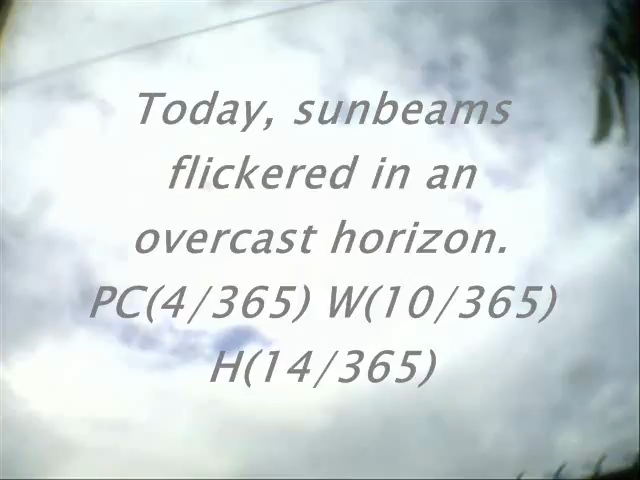 Today, sunbeams
flickered in an
overcast horizon.
PC(4/365) W(10/365)
H(14/365)